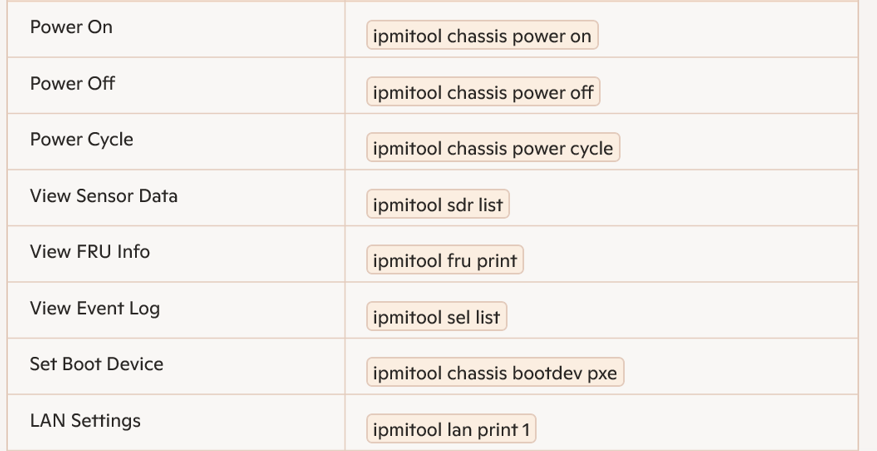 Power On
ipmitool chassis power on
Power Off
ipmitool chassis power off
Power Cycle
ipmitool chassis power cycle
View Sensor Data
ipmitool sdr list
View FRU Info
ipmitool fru print
View Event Log
ipmitool sel list
Set Boot Device
ipmitool chassis bootdev pxe
LAN Settings
ipmitool lan print 1